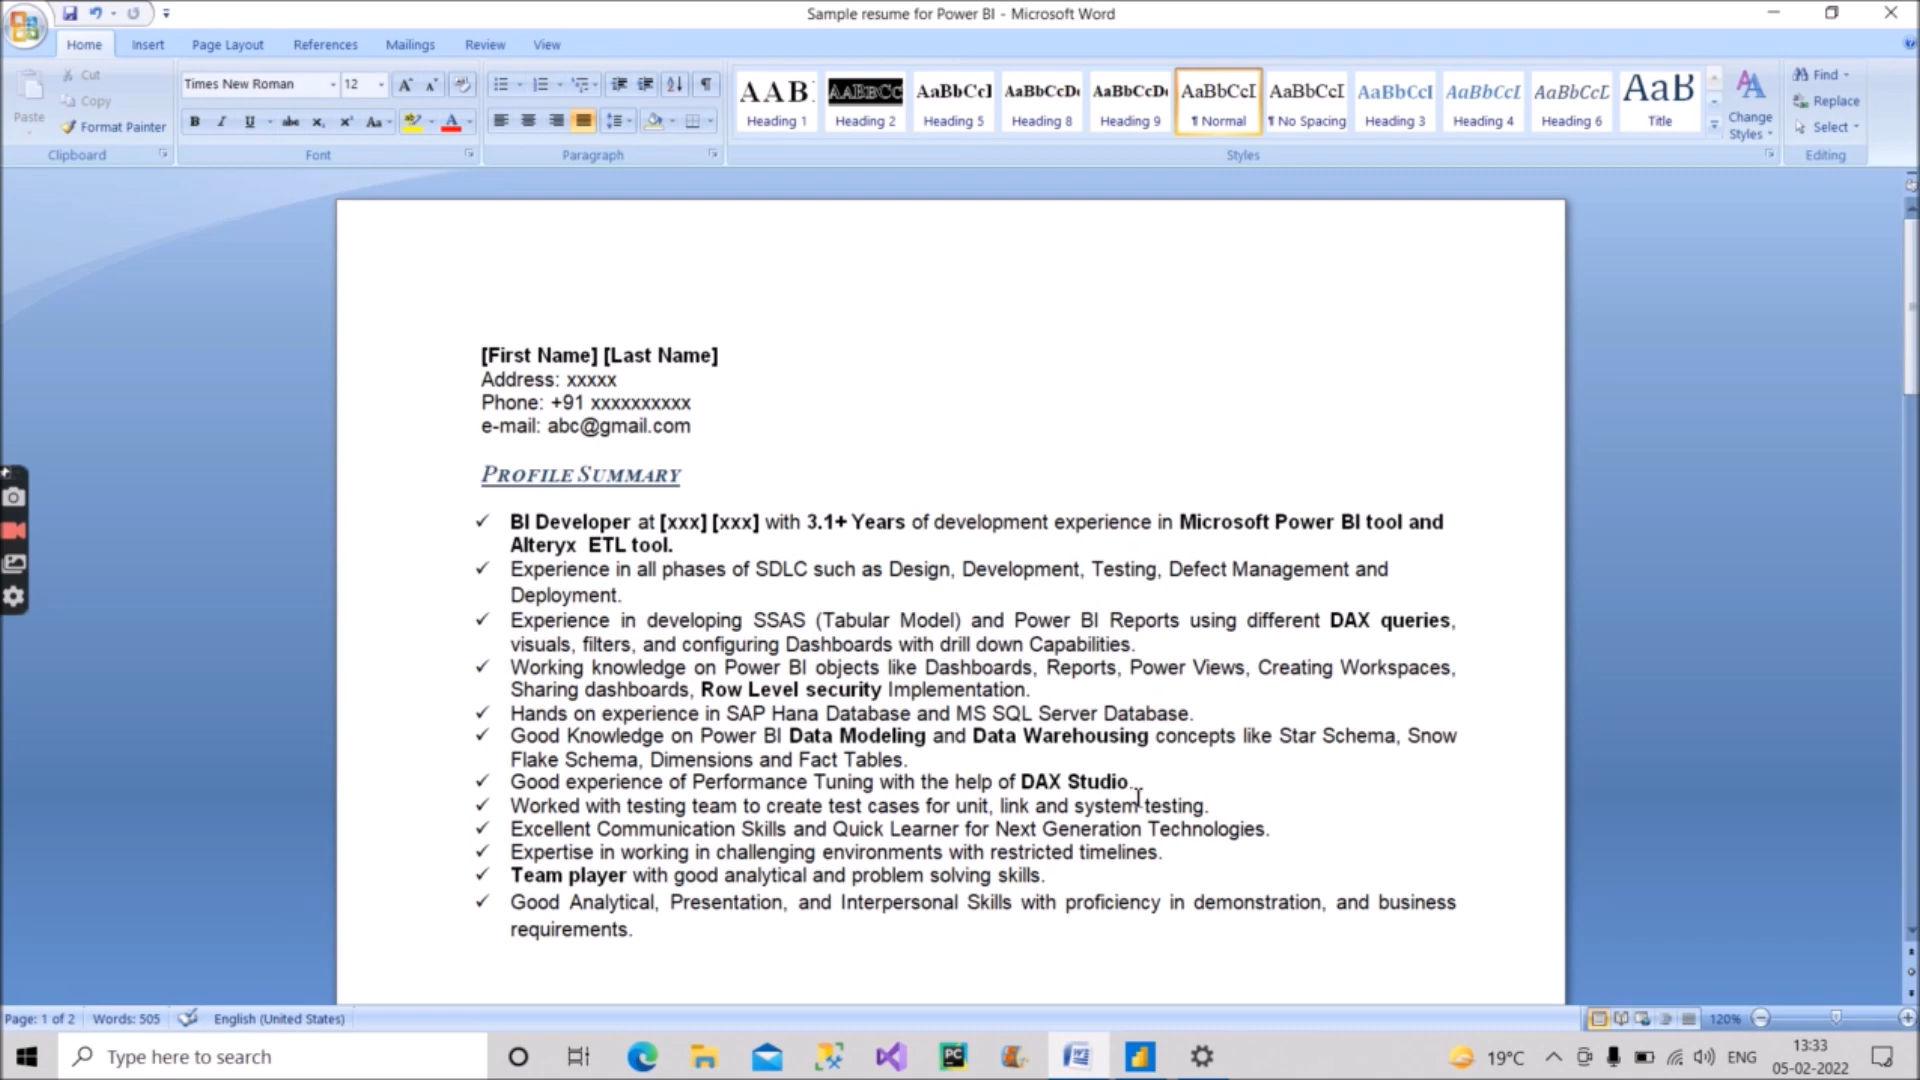 Sample resume for Power BI - Microsoft Word
Home Insert Page Layout References Mailings Review View
Paste
Cut
Copy
Format Painter
Clipboard
Times New Roman 12
Font
Paragraph
AAB Heading 1
AaBbCc Heading 2
AaBbCcI Heading 5
AaBbCcDı Heading 8
AaBbCcDı Heading 9
AaBbCcI ¶ Normal
AaBbCcI ¶ No Spacing
AaBbCcI Heading 3
AaBbCcL Heading 4
AaBbCcL Heading 6
AaB Title
Change Styles
Styles
Find
Replace
Select
Editing
[First Name] [Last Name]
Address: xxxxx
Phone: +91 xxxxxxxxxx
e-mail: abc@gmail.com
PROFILE SUMMARY
✓ BI Developer at [xxx] [xxx] with 3.1+ Years of development experience in Microsoft Power BI tool and
Alteryx ETL tool.
✓ Experience in all phases of SDLC such as Design, Development, Testing, Defect Management and
Deployment.
✓ Experience in developing SSAS (Tabular Model) and Power BI Reports using different DAX queries,
visuals, filters, and configuring Dashboards with drill down Capabilities.
✓ Working knowledge on Power BI objects like Dashboards, Reports, Power Views, Creating Workspaces,
Sharing dashboards, Row Level security Implementation.
✓ Hands on experience in SAP Hana Database and MS SQL Server Database.
✓ Good Knowledge on Power BI Data Modeling and Data Warehousing concepts like Star Schema, Snow
Flake Schema, Dimensions and Fact Tables.
✓ Good experience of Performance Tuning with the help of DAX Studio.
✓ Worked with testing team to create test cases for unit, link and system testing.
✓ Excellent Communication Skills and Quick Learner for Next Generation Technologies.
✓ Expertise in working in challenging environments with restricted timelines.
✓ Team player with good analytical and problem solving skills.
✓ Good Analytical, Presentation, and Interpersonal Skills with proficiency in demonstration, and business
requirements.
Page: 1 of 2 Words: 505 English (United States) 120%
Type here to search
19°C ENG
13:33
05-02-2022